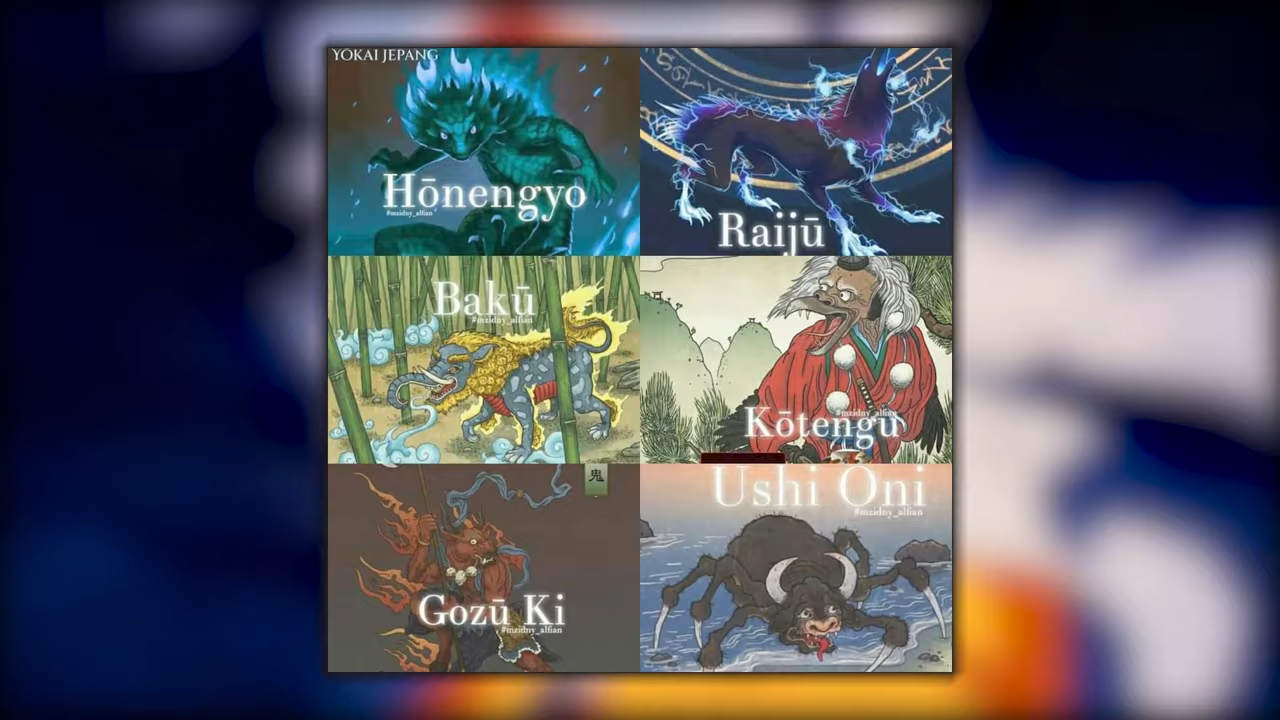 YOKAI JEPANG
Hōnengyo
#mzidny_alfian
Raijū
Bakū
#mzidny_alfian
#mzidny_alfian
Kōtengu
鬼
Gozū Ki
#mzidny_alfian
Ushi Oni
#mzidny_alfian